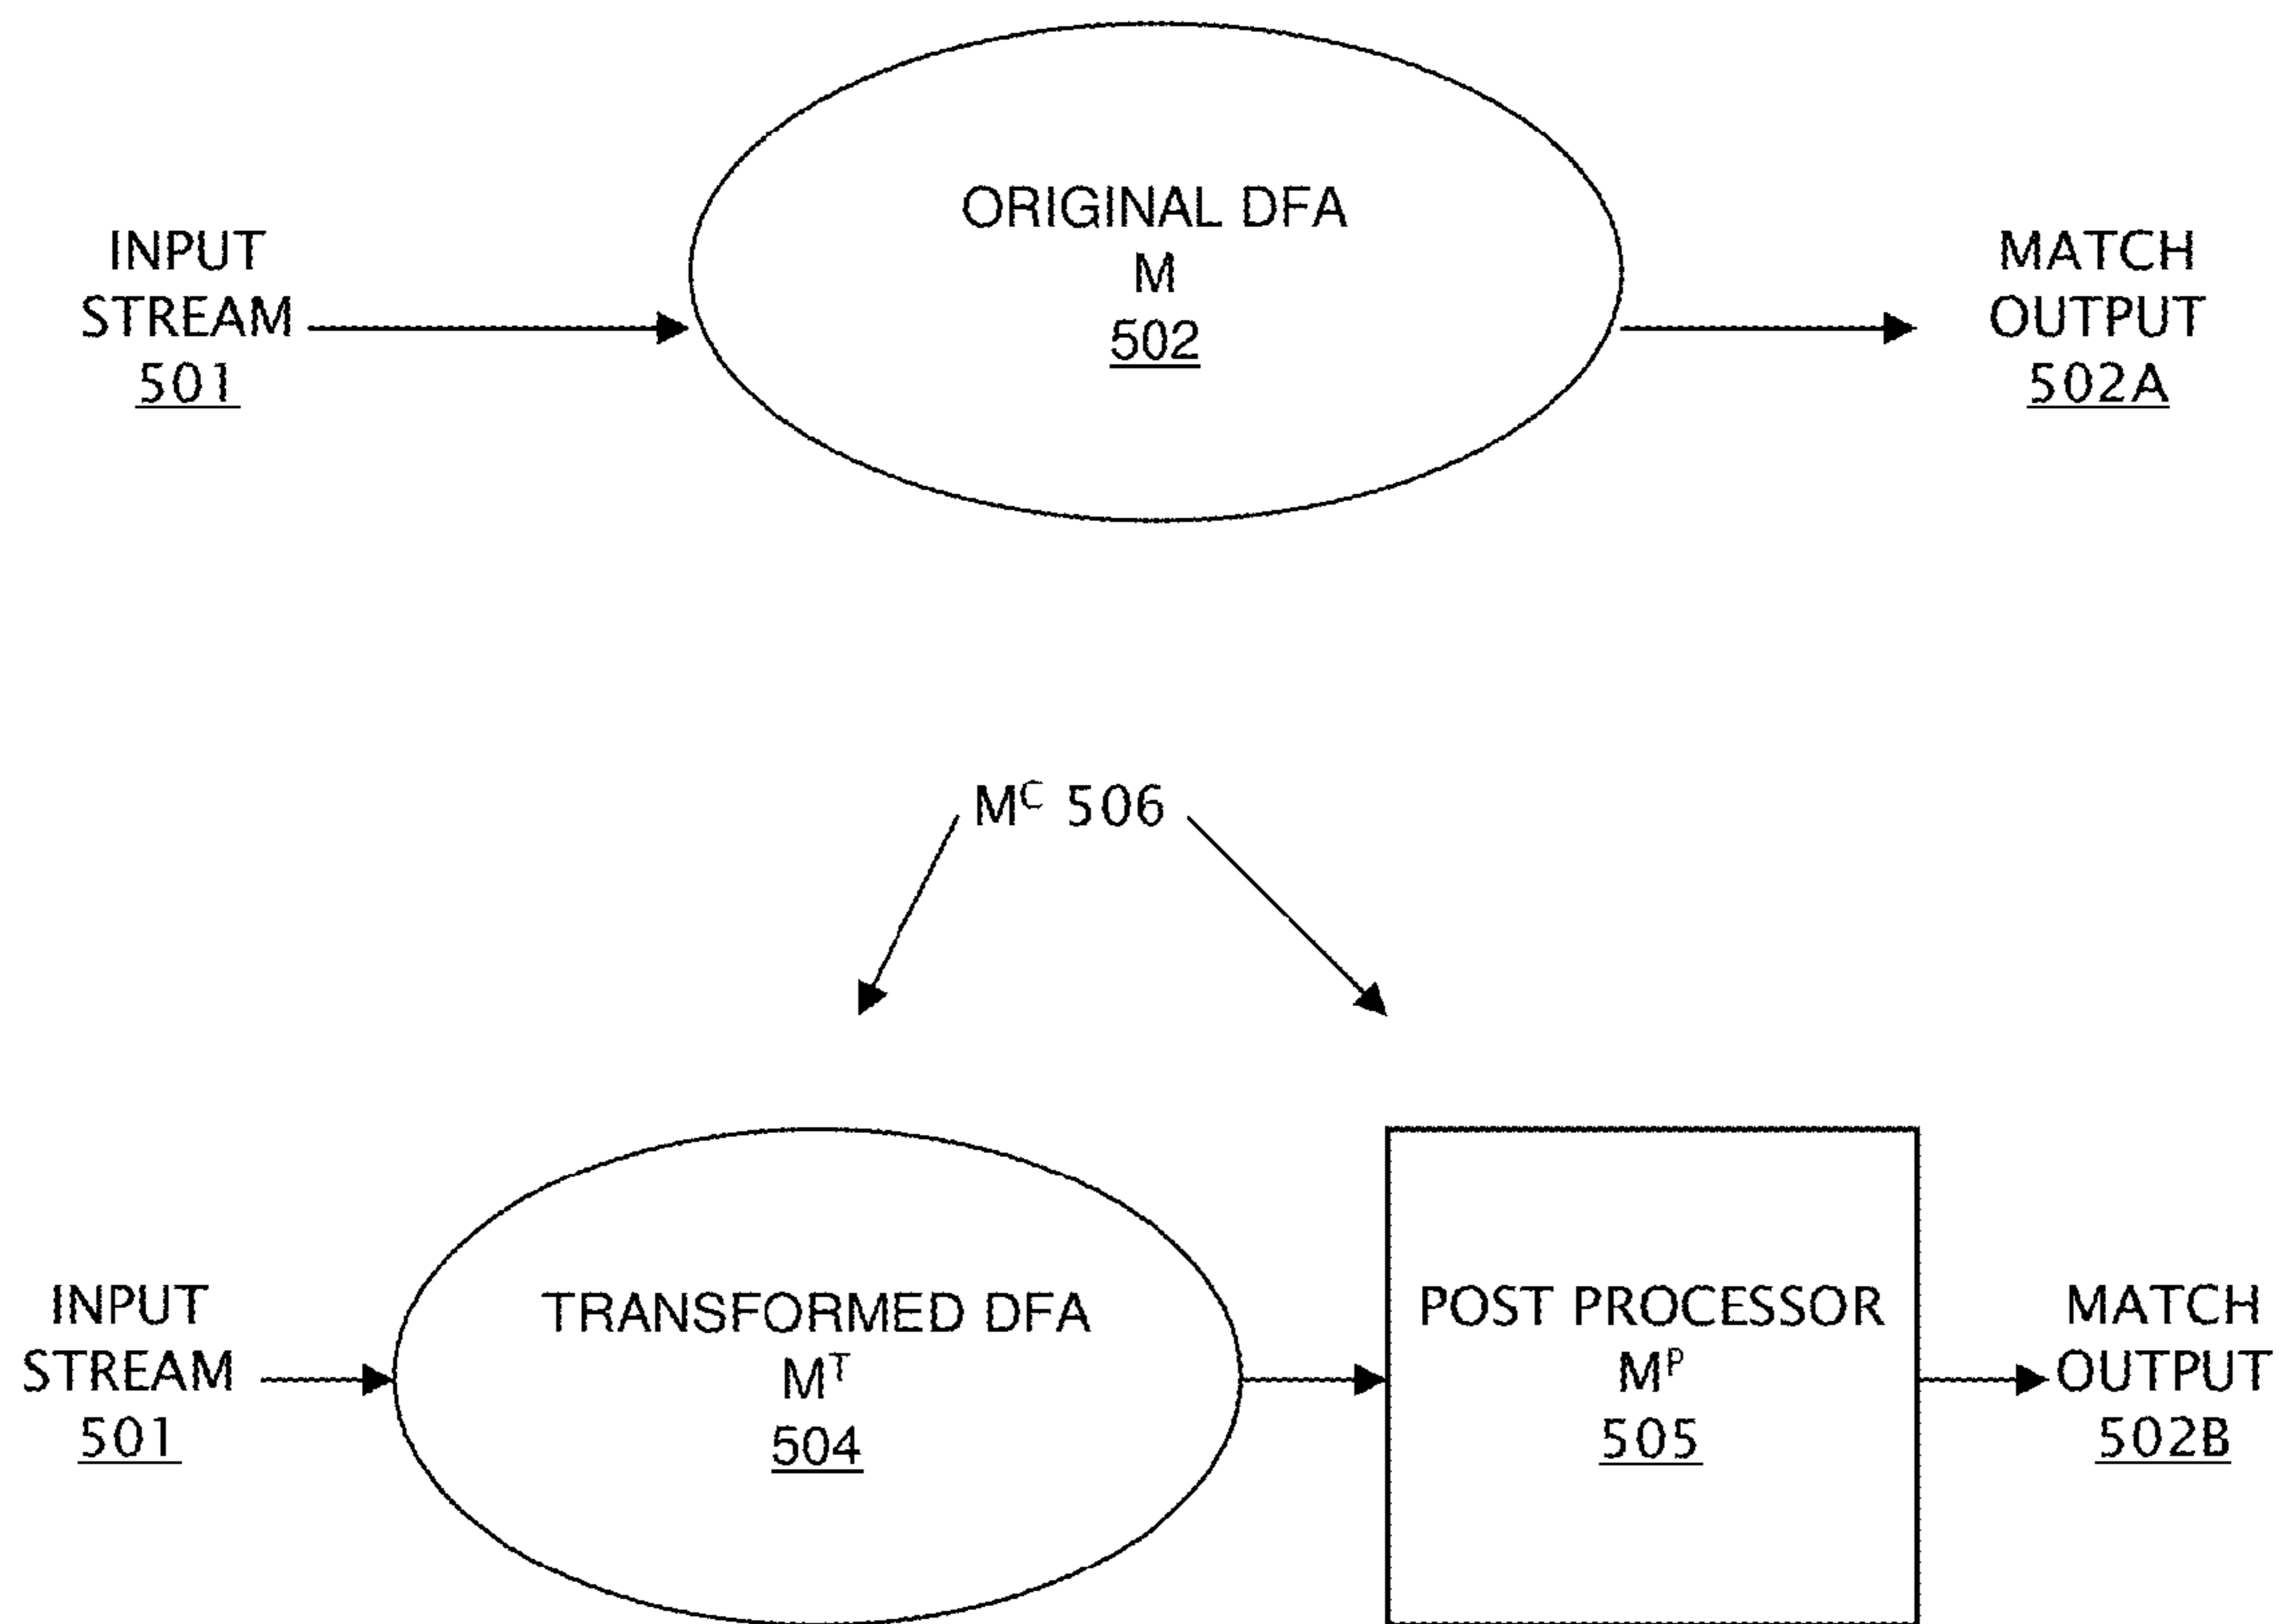 INPUT
STREAM
501
ORIGINAL DFA
M
502
MATCH
OUTPUT
502A
Mᶜ 506
INPUT
STREAM
501
TRANSFORMED DFA
Mᵀ
504
POST PROCESSOR
Mᴾ
505
MATCH
OUTPUT
502B